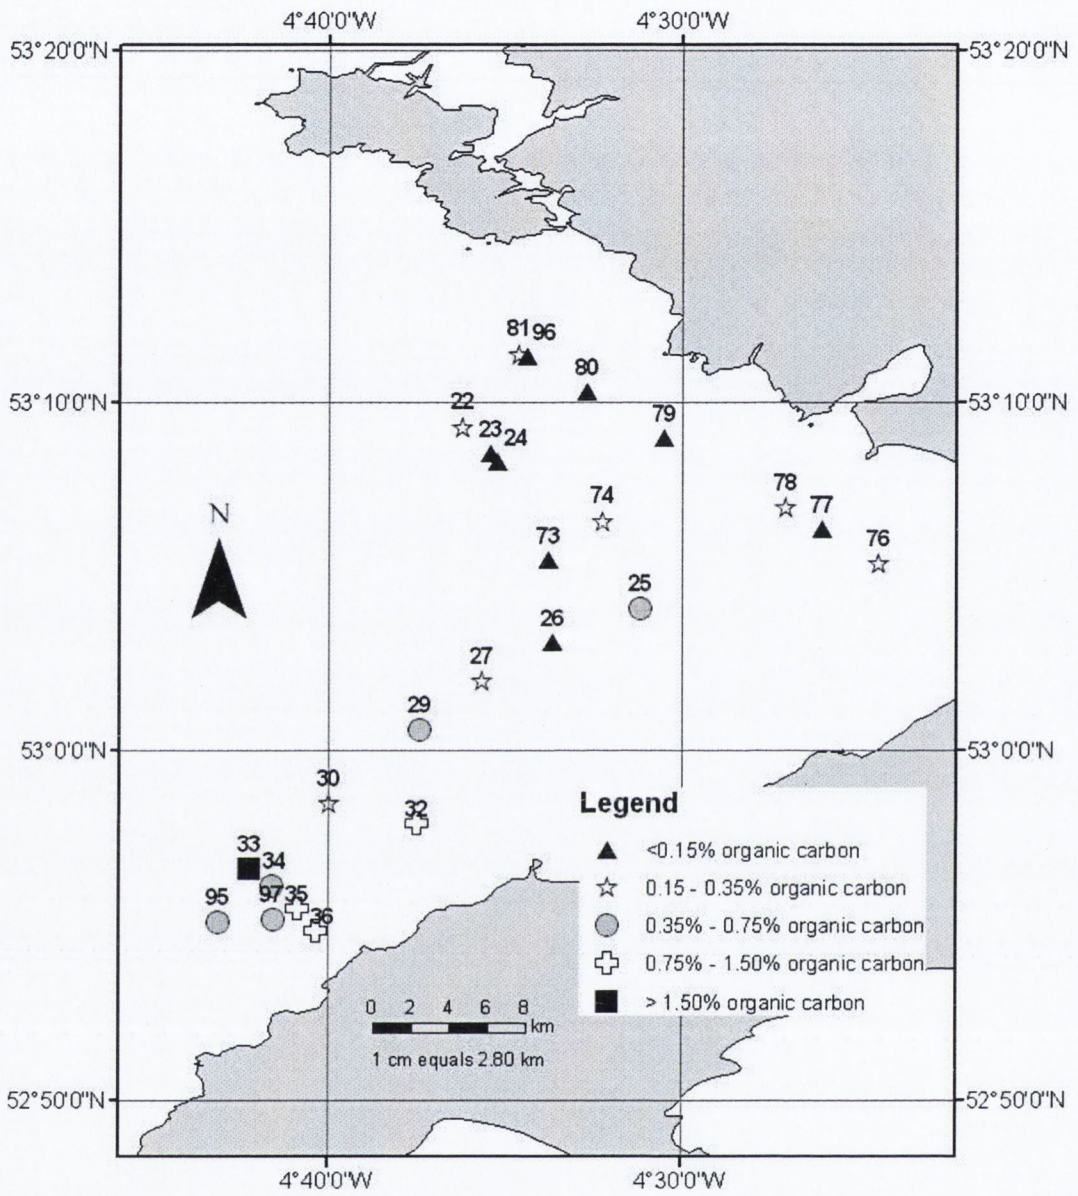 4°40'0"W 4°30'0"W
53°20'0"N 53°20'0"N
81 96
80
53°10'0"N 53°10'0"N
22
79
23 24
78
74
77
N
73
76
25
26
27
29
53°0'0"N 53°0'0"N
30
32
Legend
33
<0.15% organic carbon
34
0.15 - 0.35% organic carbon
95 97 35
36
0.35% - 0.75% organic carbon
0.75% - 1.50% organic carbon
> 1.50% organic carbon
0 2 4 6 8
km
1 cm equals 2.80 km
52°50'0"N 52°50'0"N
4°40'0"W 4°30'0"W